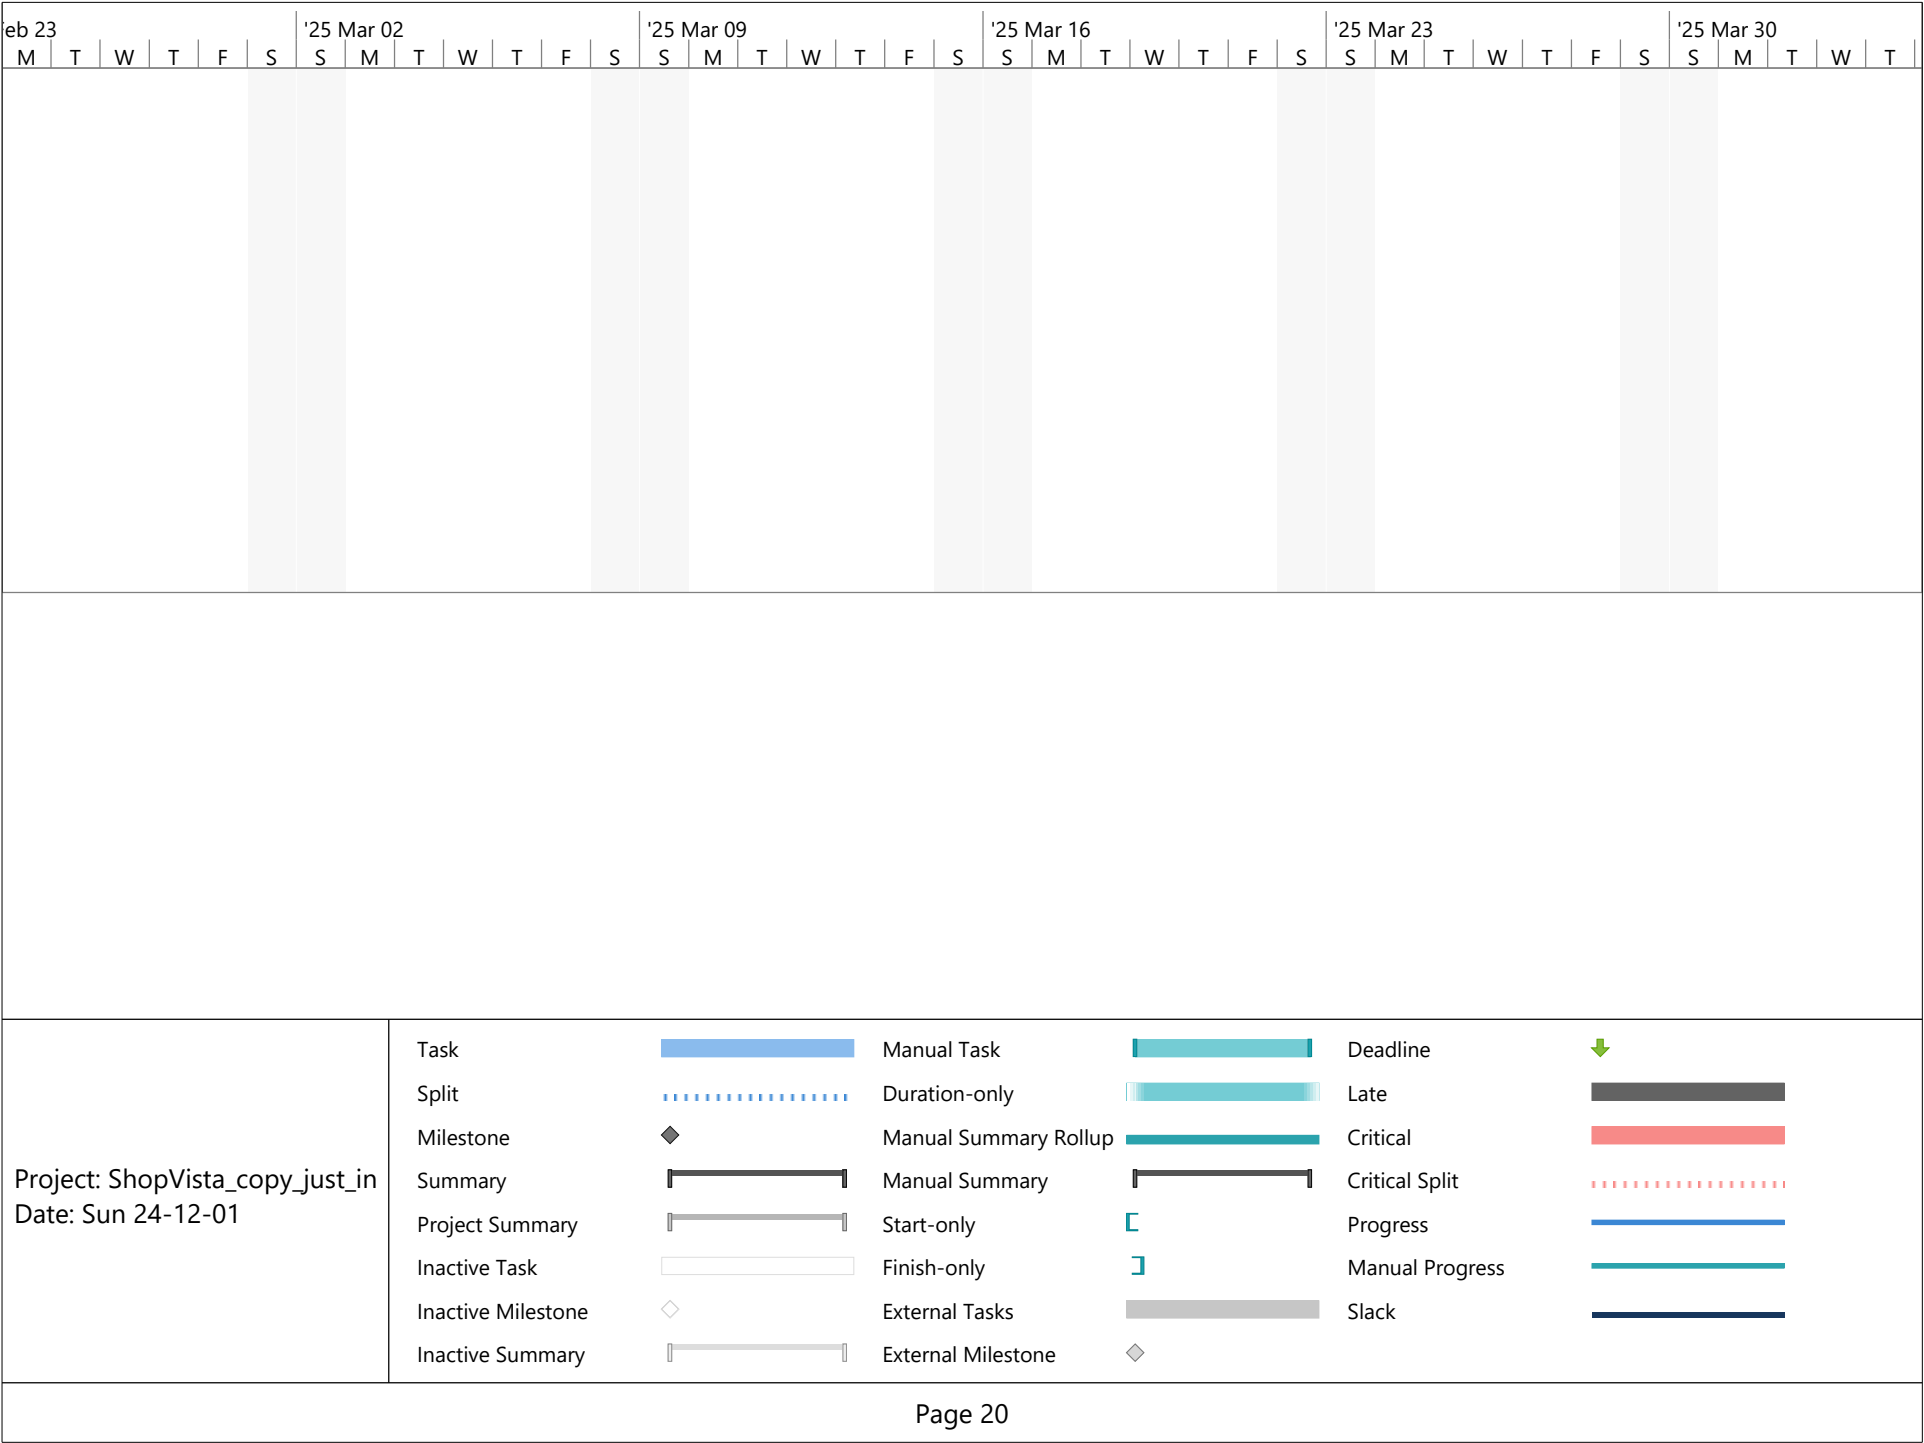 eb 23 '25 Mar 02 '25 Mar 09 '25 Mar 16 '25 Mar 23 '25 Mar 30
M T W T F S S M T W T F S S M T W T F S S M T W T F S S M T W T F S S M T W T
Task Manual Task Deadline
Split Duration-only Late
Milestone Manual Summary Rollup Critical
Summary Manual Summary Critical Split
Project Summary Start-only Progress
Inactive Task Finish-only Manual Progress
Inactive Milestone External Tasks Slack
Inactive Summary External Milestone
Project: ShopVista_copy_just_in
Date: Sun 24-12-01
Page 20